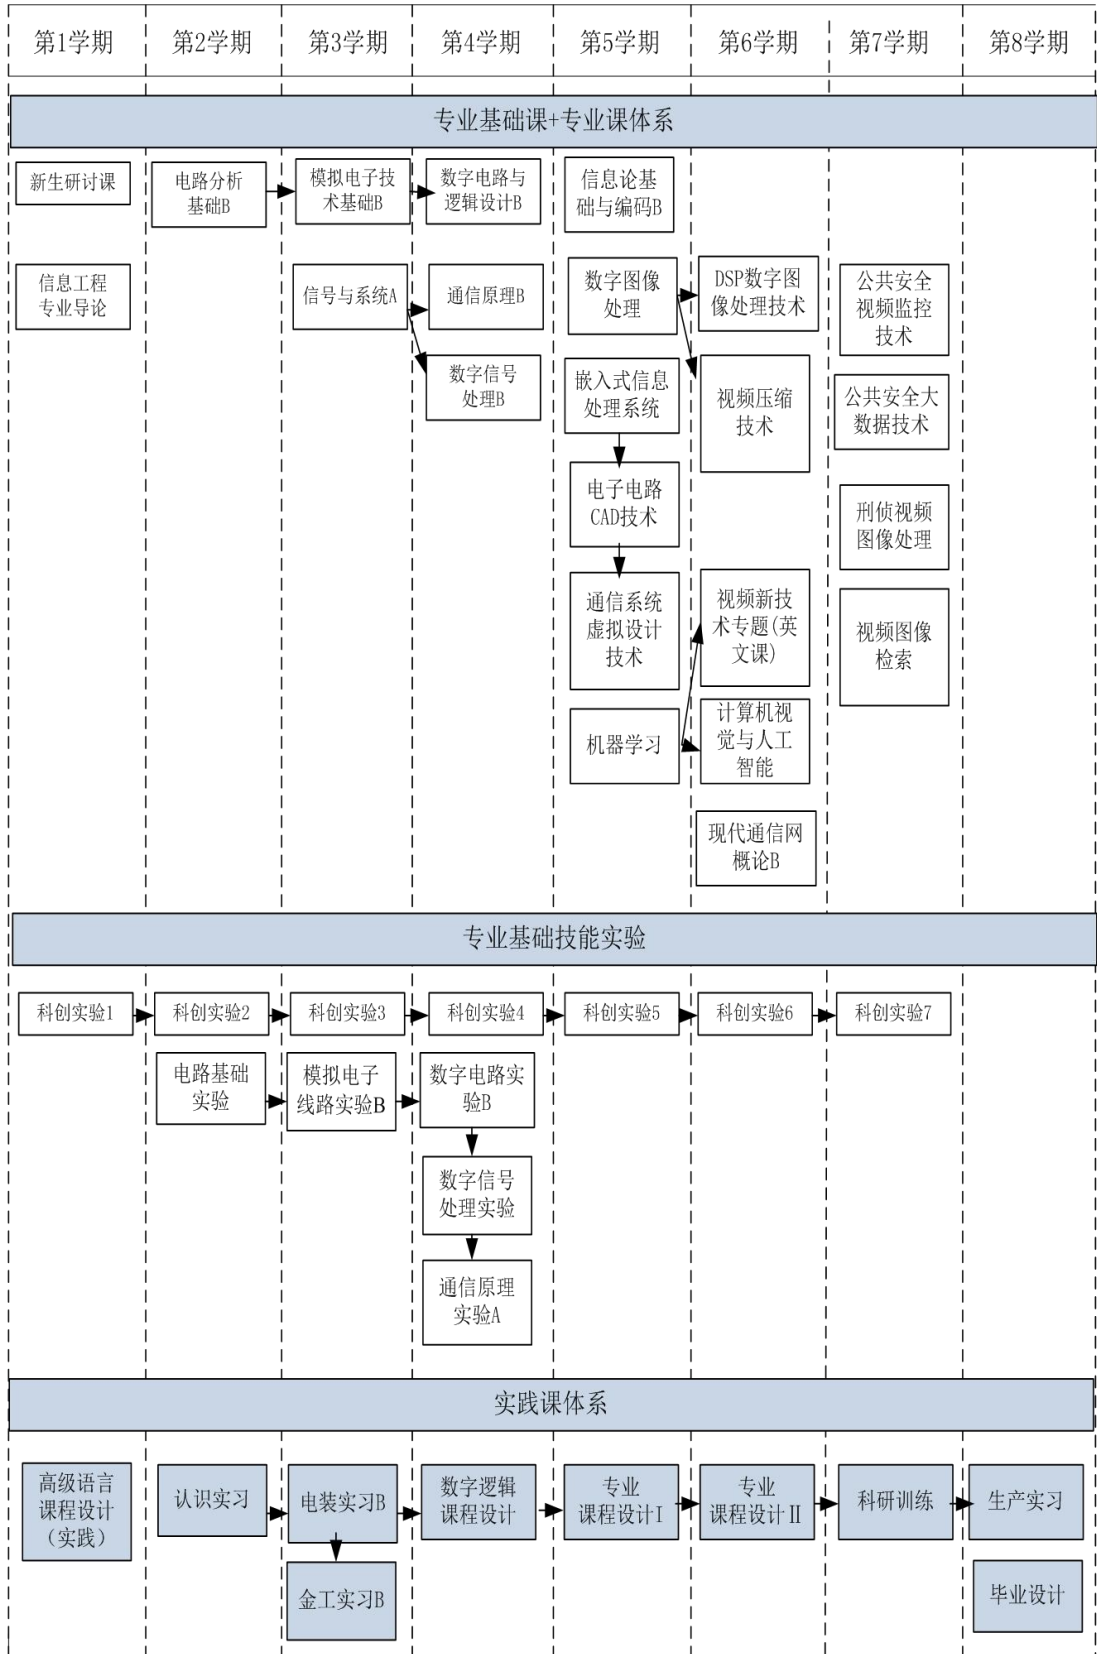 第1学期 第2学期 第3学期 第4学期 第5学期 第6学期 第7学期 第8学期
专业基础课+专业课体系
新生研讨课
电路分析
基础B
模拟电子技
术基础B
数字电路与
逻辑设计B
信息论基
础与编码B
信息工程
专业导论
信号与系统A
通信原理B
数字图像
处理
DSP数字图
像处理技术
公共安全
视频监控
技术
数字信号
处理B
嵌入式信息
处理系统
视频压缩
技术
公共安全大
数据技术
电子电路
CAD技术
刑侦视频
图像处理
通信系统
虚拟设计
技术
视频新技
术专题(英
文课)
视频图像
检索
机器学习
计算机视
觉与人工
智能
现代通信网
概论B
专业基础技能实验
科创实验1 科创实验2 科创实验3 科创实验4 科创实验5 科创实验6 科创实验7
电路基础
实验
模拟电子
线路实验B
数字电路实
验B
数字信号
处理实验
通信原理
实验A
实践课体系
高级语言
课程设计
（实践）
认识实习
电装实习B
数字逻辑
课程设计
专业
课程设计I
专业
课程设计Ⅱ
科研训练
生产实习
金工实习B
毕业设计